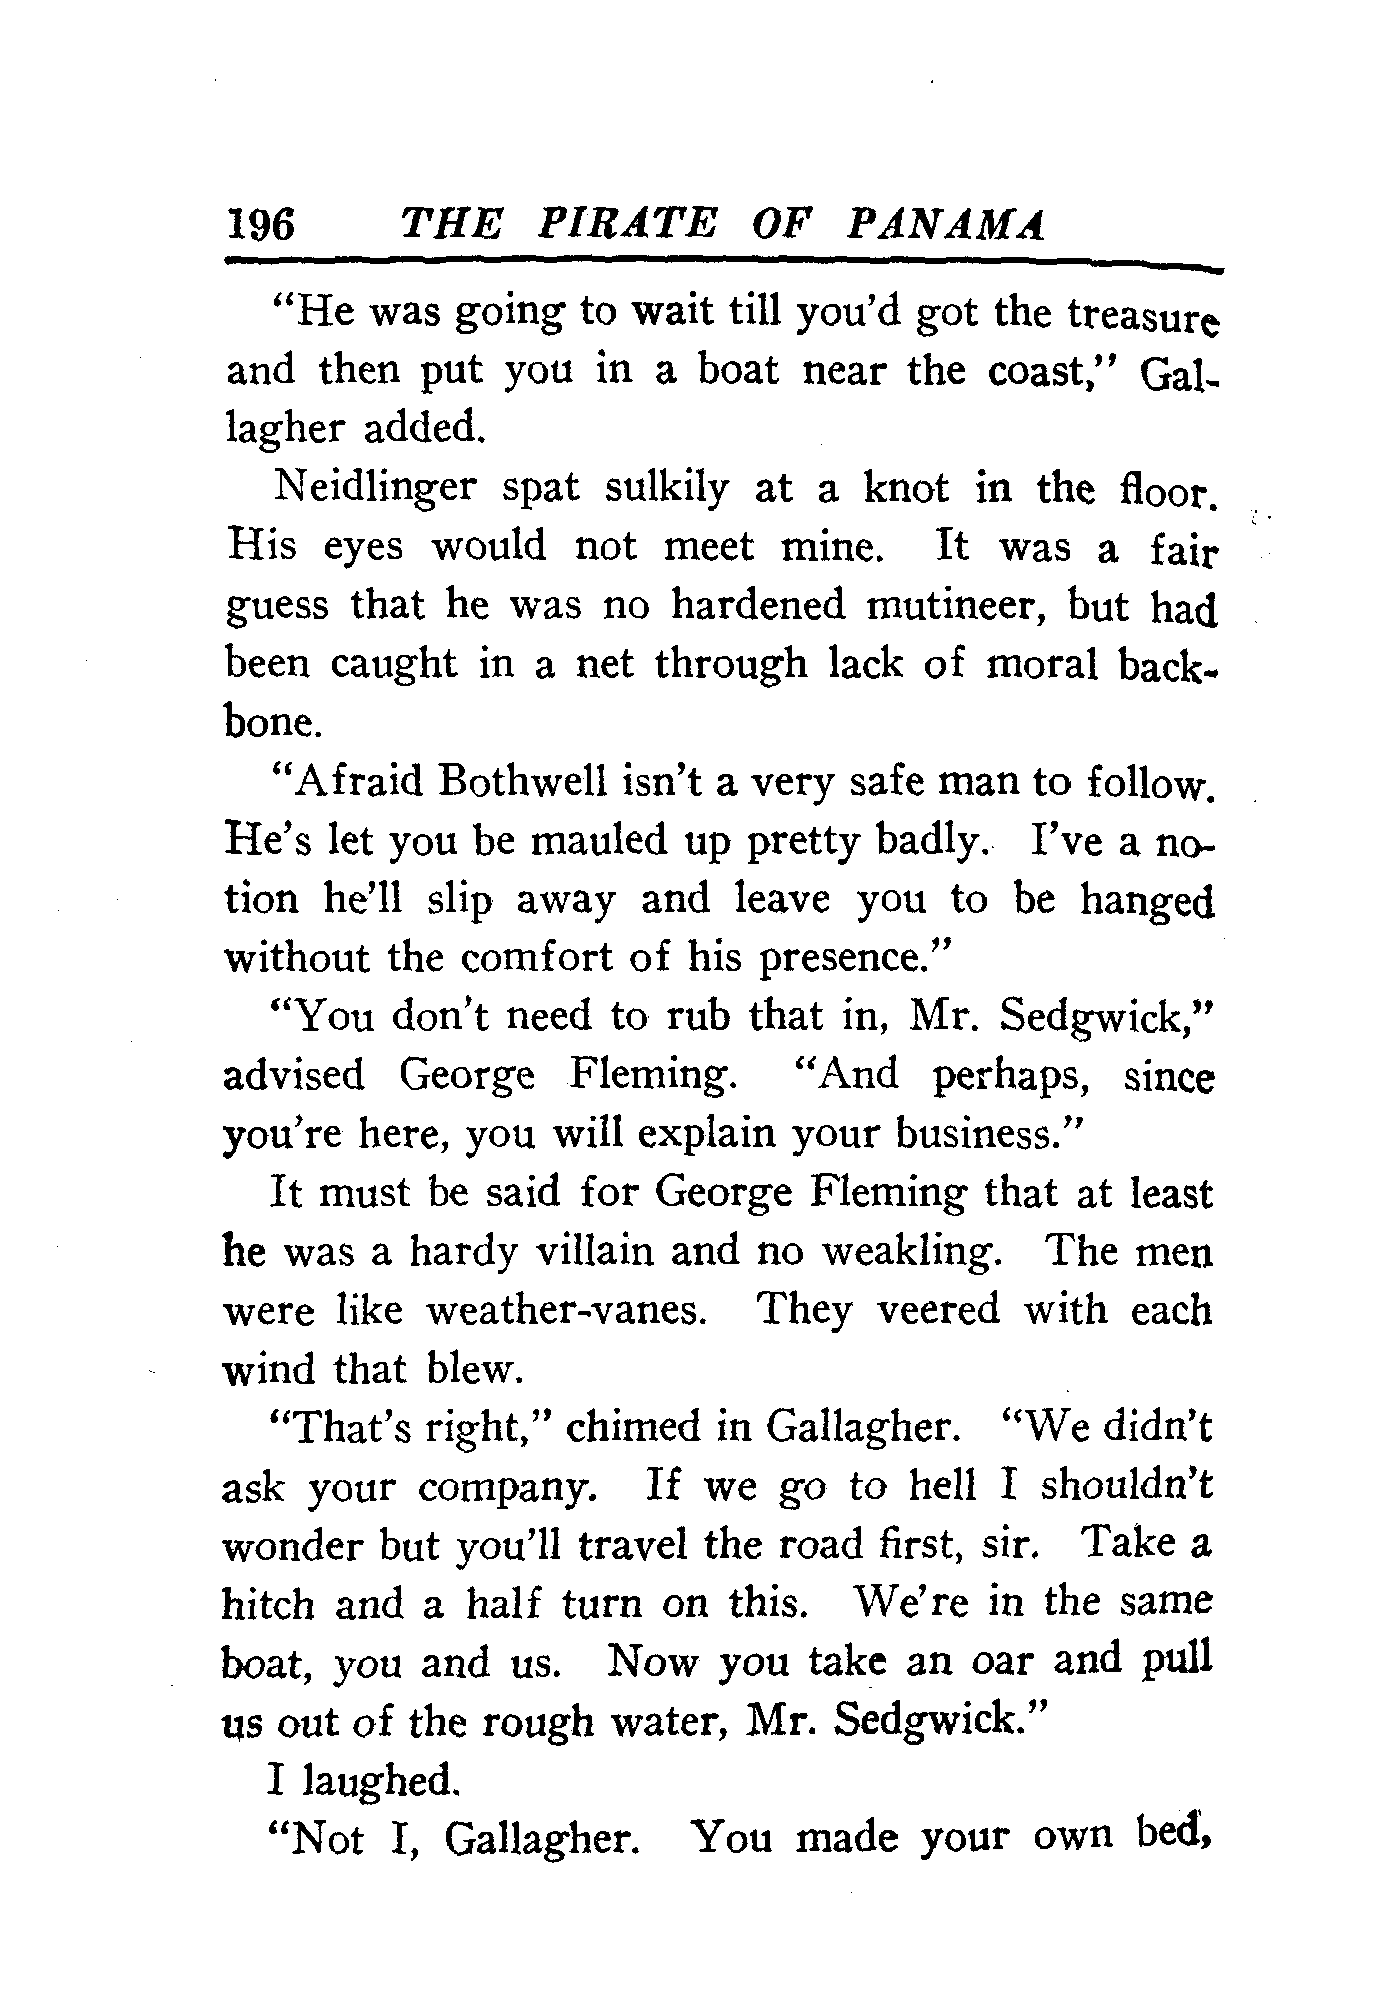 196 THE PIRATE OF PANAMA
“He was going to wait till you’d got the treasure
and then put you in a boat near the coast,” Gal-
lagher added.
Neidlinger spat sulkily at a knot in the floor.
His eyes would not meet mine. It was a fair
guess that he was no hardened mutineer, but had
been caught in a net through lack of moral back-
bone.
“Afraid Bothwell isn’t a very safe man to follow.
He’s let you be mauled up pretty badly. I’ve a no-
tion he’ll slip away and leave you to be hanged
without the comfort of his presence.”
“You don’t need to rub that in, Mr. Sedgwick,”
advised George Fleming. “And perhaps, since
you’re here, you will explain your business.”
It must be said for George Fleming that at least
he was a hardy villain and no weakling. The men
were like weather-vanes. They veered with each
wind that blew.
“That’s right,” chimed in Gallagher. “We didn’t
ask your company. If we go to hell I shouldn’t
wonder but you’ll travel the road first, sir. Take a
hitch and a half turn on this. We’re in the same
boat, you and us. Now you take an oar and pull
us out of the rough water, Mr. Sedgwick.”
I laughed.
“Not I, Gallagher. You made your own bed,